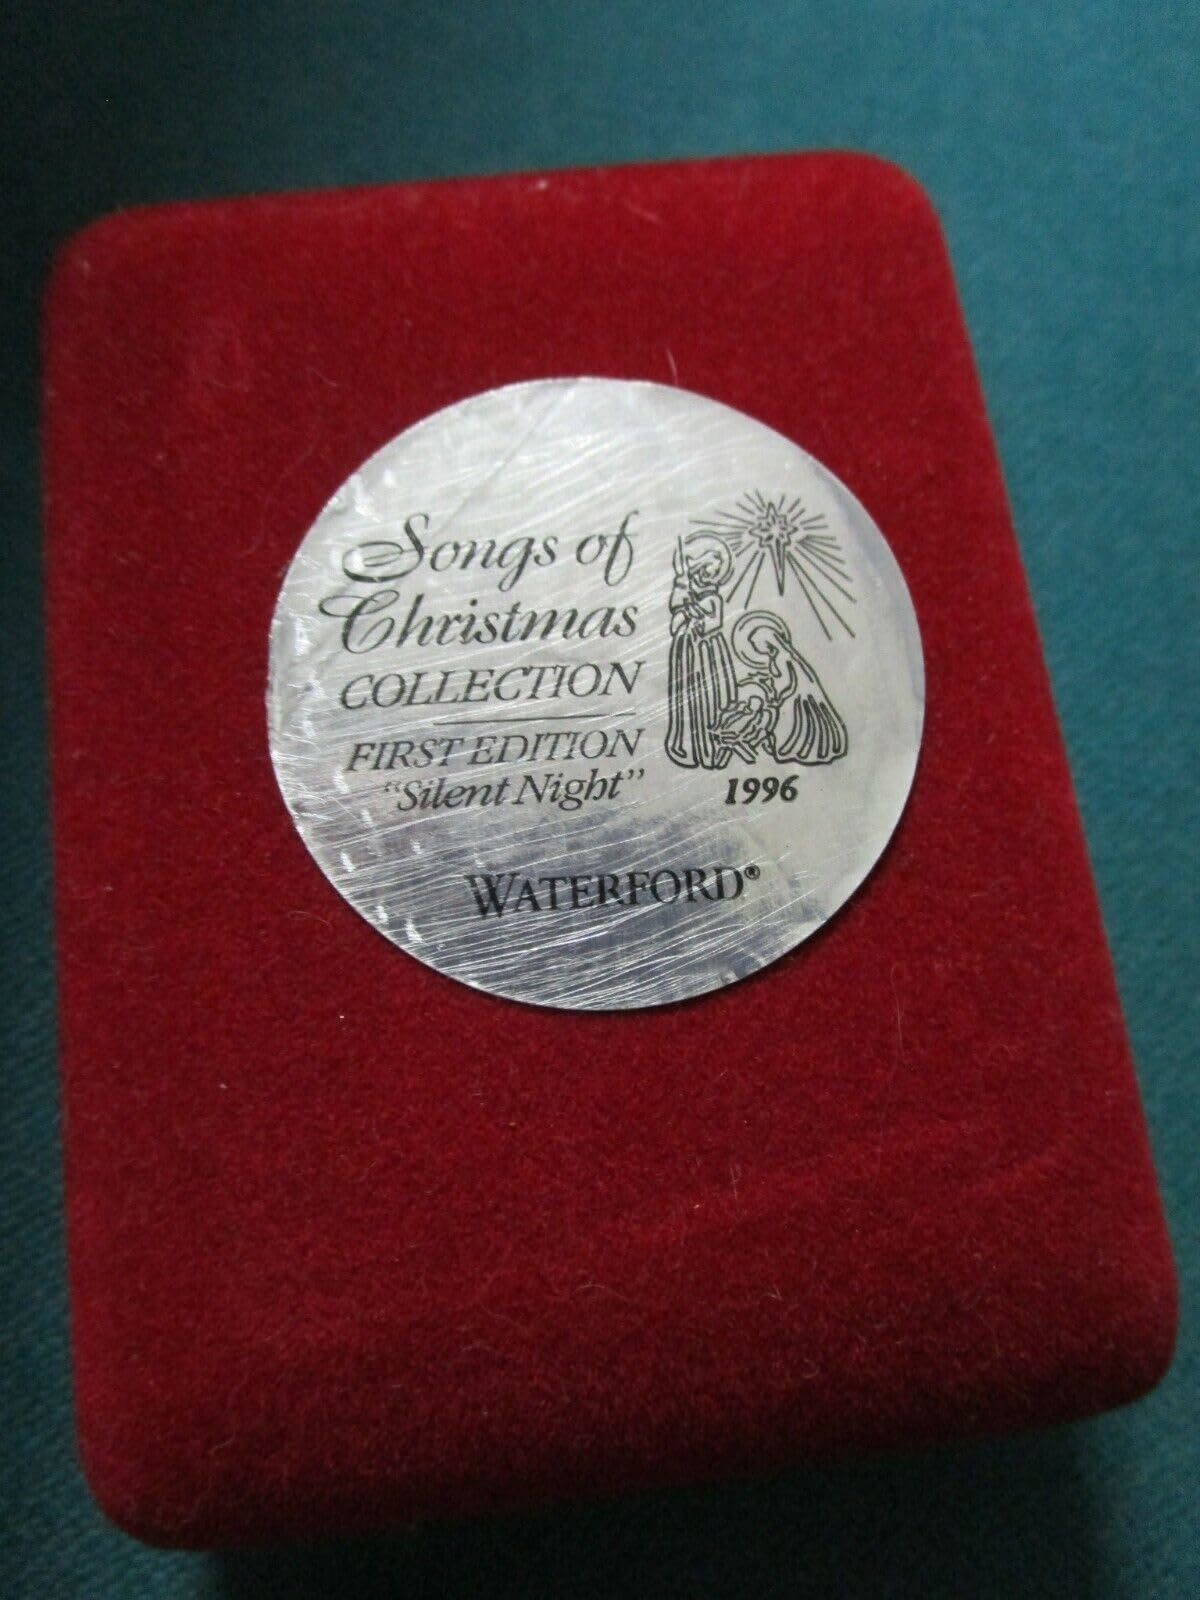 Songs of
Christmas
COLLECTION
FIRST EDITION
"Silent Night"
1996
WATERFORD®